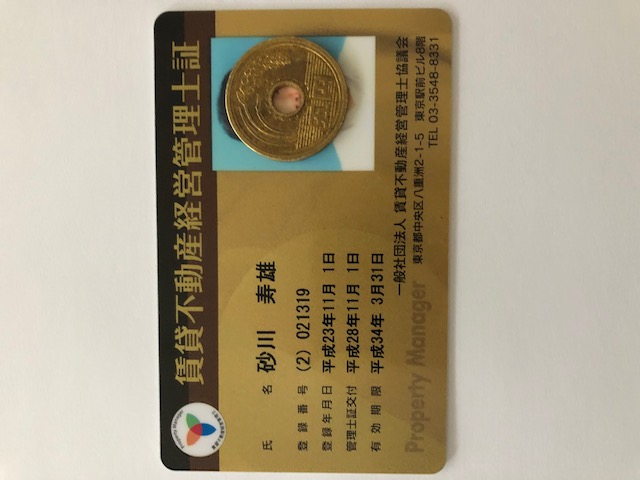 賃貸不動産経営管理士証
氏名 砂川 寿雄
登録番号 (2) 021319
登録年月日 平成23年11月 1日
管理士証交付 平成28年11月 1日
有効期限 平成34年 3月31日
一般社団法人 賃貸不動産経営管理士協議会
東京都中央区八重洲2-1-5 東京駅前ビル8階
TEL 03-3548-8331
Property Manager